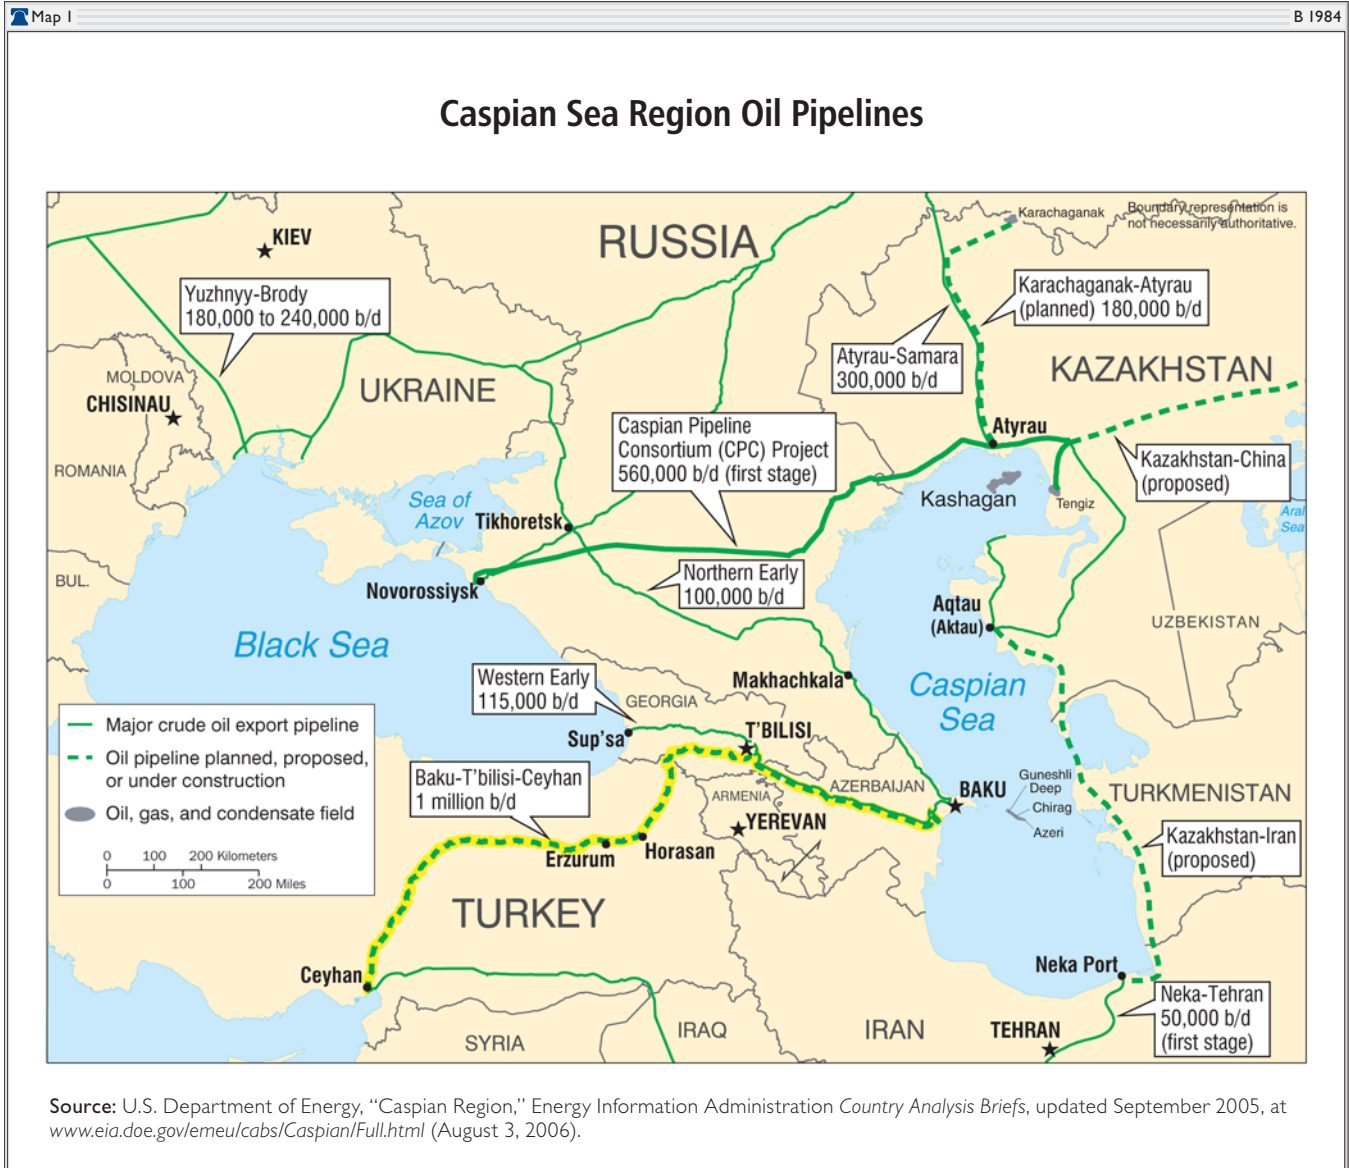 Map 1
B 1984
Caspian Sea Region Oil Pipelines
Karachaganak
Boundary representation is
not necessarily authoritative.
KIEV
RUSSIA
Yuzhnyy-Brody
180,000 to 240,000 b/d
Karachaganak-Atyrau
(planned) 180,000 b/d
Atyrau-Samara
300,000 b/d
MOLDOVA
CHISINAU
UKRAINE
KAZAKHSTAN
Caspian Pipeline
Consortium (CPC) Project
560,000 b/d (first stage)
Atyrau
Kazakhstan-China
(proposed)
ROMANIA
Sea of
Azov
Tikhoretsk
Kashagan
Tengiz
Aral
Sea
BUL.
Novorossiysk
Northern Early
100,000 b/d
Aqtau
(Aktau)
UZBEKISTAN
Black Sea
Western Early
115,000 b/d
GEORGIA
Makhachkala
Caspian
Sea
Sup'sa
T'BILISI
Major crude oil export pipeline
Oil pipeline planned, proposed,
or under construction
Oil, gas, and condensate field
0 100 200 Kilometers
0 100 200 Miles
Baku-T'bilisi-Ceyhan
1 million b/d
ARMENIA
AZERBAIJAN
BAKU
Guneshli
Deep
Chirag
Azeri
TURKMENISTAN
YEREVAN
Erzurum
Horasan
Kazakhstan-Iran
(proposed)
TURKEY
Ceyhan
Neka Port
Neka-Tehran
50,000 b/d
(first stage)
SYRIA
IRAQ
IRAN
TEHRAN
Source: U.S. Department of Energy, “Caspian Region,” Energy Information Administration Country Analysis Briefs, updated September 2005, at
www.eia.doe.gov/emeu/cabs/Caspian/Full.html (August 3, 2006).